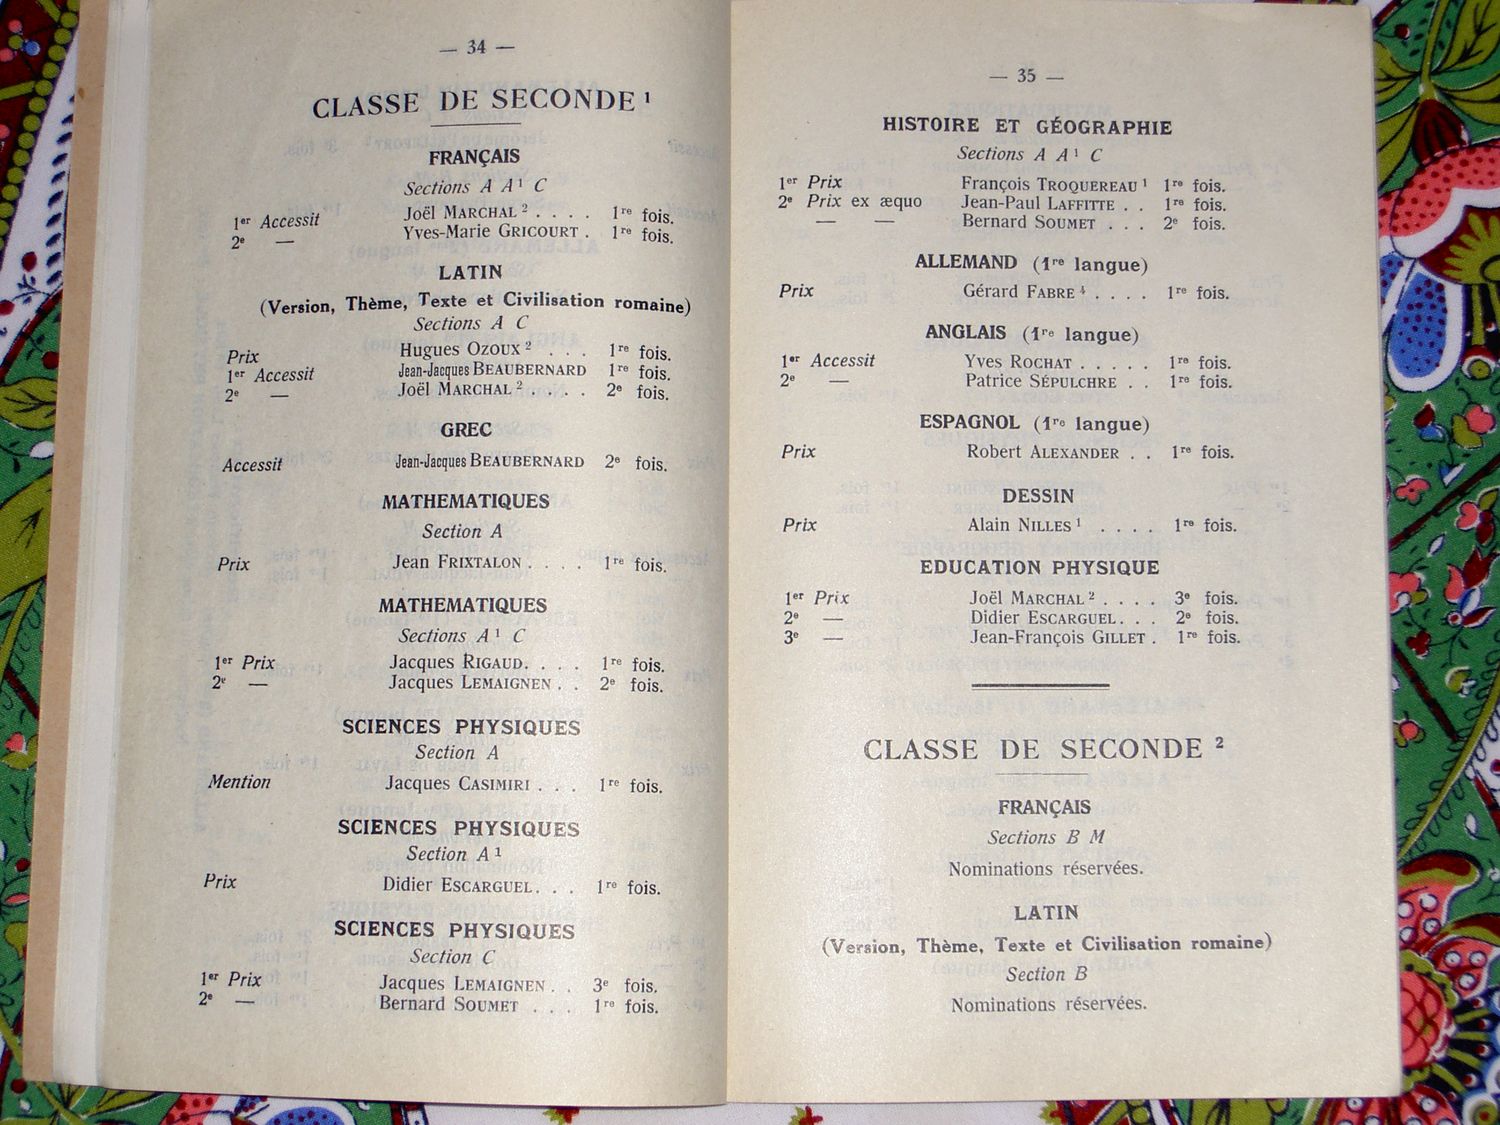 — 34 —
CLASSE DE SECONDE 1
FRANÇAIS
Sections A A1 C
1er Accessit Joël MARCHAL 2 . . . . 1re fois.
2e — Yves-Marie GRICOURT . 1re fois.
LATIN
(Version, Thème, Texte et Civilisation romaine)
Sections A C
Prix Hugues OZOUX 2 . . . 1re fois.
1er Accessit Jean-Jacques BEAUBERNARD 1re fois.
2e — Joël MARCHAL 2 . . . . 2e fois.
GREC
Accessit Jean-Jacques BEAUBERNARD 2e fois.
MATHEMATIQUES
Section A
Prix Jean FRIXTALON . . . . 1re fois.
MATHEMATIQUES
Sections A1 C
1er Prix Jacques RIGAUD. . . . 1re fois.
2e — Jacques LEMAIGNEN . . 2e fois.
SCIENCES PHYSIQUES
Section A
Mention Jacques CASIMIRI . . . 1re fois.
SCIENCES PHYSIQUES
Section A1
Prix Didier ESCARGUEL. . . 1re fois.
SCIENCES PHYSIQUES
Section C
1er Prix Jacques LEMAIGNEN . . 3e fois.
2e — Bernard SOUMET . . . 1re fois.
— 35 —
HISTOIRE ET GÉOGRAPHIE
Sections A A1 C
1er Prix François TROQUEREAU 1 1re fois.
2e Prix ex æquo Jean-Paul LAFFITTE . . 1re fois.
— — Bernard SOUMET . . . 2e fois.
ALLEMAND (1re langue)
Prix Gérard FABRE 4 . . . . 1re fois.
ANGLAIS (1re langue)
1er Accessit Yves ROCHAT . . . . . 1re fois.
2e — Patrice SÉPULCHRE . . 1re fois.
ESPAGNOL (1re langue)
Prix Robert ALEXANDER . . 1re fois.
DESSIN
Prix Alain NILLES 1 . . . . 1re fois.
EDUCATION PHYSIQUE
1er Prix Joël MARCHAL 2 . . . . 3e fois.
2e — Didier ESCARGUEL. . . 2e fois.
3e — Jean-François GILLET . 1re fois.
CLASSE DE SECONDE 2
FRANÇAIS
Sections B M
Nominations réservées.
LATIN
(Version, Thème, Texte et Civilisation romaine)
Section B
Nominations réservées.